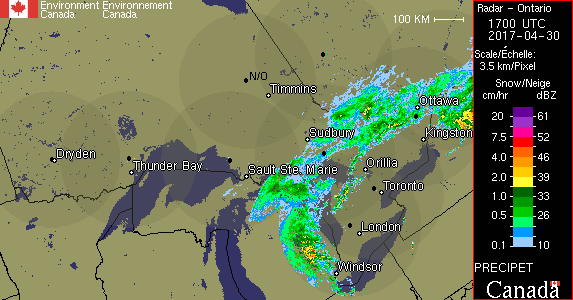 Environment Environnement
Canada Canada
100 KM
N/O
Timmins
Ottawa
Sudbury
Kingston
Dryden
Thunder Bay
Sault Ste. Marie
Orillia
Toronto
London
Windsor
Radar - Ontario
1700 UTC
2017-04-30
Scale/Échelle:
3.5 km/Pixel
Snow/Neige
cm/hr dBZ
20 61
7.5 52
4.0 46
2.0 39
1.0 33
0.5 26
0.1 10
PRECIPET
Canada